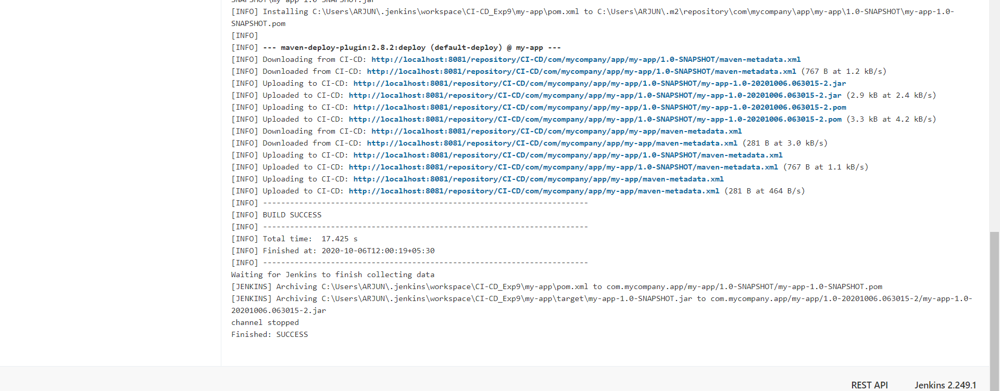 SNAPSHOT\my-app-1.0-SNAPSHOT.jar
[INFO] Installing C:\Users\ARJUN\.jenkins\workspace\CI-CD_Exp9\my-app\pom.xml to C:\Users\ARJUN\.m2\repository\com\mycompany\app\my-app\1.0-SNAPSHOT\my-app-1.0-
SNAPSHOT.pom
[INFO]
[INFO] --- maven-deploy-plugin:2.8.2:deploy (default-deploy) @ my-app ---
[INFO] Downloading from CI-CD: http://localhost:8081/repository/CI-CD/com/mycompany/app/my-app/1.0-SNAPSHOT/maven-metadata.xml
[INFO] Downloaded from CI-CD: http://localhost:8081/repository/CI-CD/com/mycompany/app/my-app/1.0-SNAPSHOT/maven-metadata.xml (767 B at 1.2 kB/s)
[INFO] Uploading to CI-CD: http://localhost:8081/repository/CI-CD/com/mycompany/app/my-app/1.0-SNAPSHOT/my-app-1.0-20201006.063015-2.jar
[INFO] Uploaded to CI-CD: http://localhost:8081/repository/CI-CD/com/mycompany/app/my-app/1.0-SNAPSHOT/my-app-1.0-20201006.063015-2.jar (2.9 kB at 2.4 kB/s)
[INFO] Uploading to CI-CD: http://localhost:8081/repository/CI-CD/com/mycompany/app/my-app/1.0-SNAPSHOT/my-app-1.0-20201006.063015-2.pom
[INFO] Uploaded to CI-CD: http://localhost:8081/repository/CI-CD/com/mycompany/app/my-app/1.0-SNAPSHOT/my-app-1.0-20201006.063015-2.pom (3.3 kB at 4.2 kB/s)
[INFO] Downloading from CI-CD: http://localhost:8081/repository/CI-CD/com/mycompany/app/my-app/maven-metadata.xml
[INFO] Downloaded from CI-CD: http://localhost:8081/repository/CI-CD/com/mycompany/app/my-app/maven-metadata.xml (281 B at 3.0 kB/s)
[INFO] Uploading to CI-CD: http://localhost:8081/repository/CI-CD/com/mycompany/app/my-app/1.0-SNAPSHOT/maven-metadata.xml
[INFO] Uploaded to CI-CD: http://localhost:8081/repository/CI-CD/com/mycompany/app/my-app/1.0-SNAPSHOT/maven-metadata.xml (767 B at 1.1 kB/s)
[INFO] Uploading to CI-CD: http://localhost:8081/repository/CI-CD/com/mycompany/app/my-app/maven-metadata.xml
[INFO] Uploaded to CI-CD: http://localhost:8081/repository/CI-CD/com/mycompany/app/my-app/maven-metadata.xml (281 B at 464 B/s)
[INFO] ------------------------------------------------------------------------
[INFO] BUILD SUCCESS
[INFO] ------------------------------------------------------------------------
[INFO] Total time:  17.425 s
[INFO] Finished at: 2020-10-06T12:00:19+05:30
[INFO] ------------------------------------------------------------------------
Waiting for Jenkins to finish collecting data
[JENKINS] Archiving C:\Users\ARJUN\.jenkins\workspace\CI-CD_Exp9\my-app\pom.xml to com.mycompany.app/my-app/1.0-SNAPSHOT/my-app-1.0-SNAPSHOT.pom
[JENKINS] Archiving C:\Users\ARJUN\.jenkins\workspace\CI-CD_Exp9\my-app\target\my-app-1.0-SNAPSHOT.jar to com.mycompany.app/my-app/1.0-20201006.063015-2/my-app-1.0-
20201006.063015-2.jar
channel stopped
Finished: SUCCESS
REST API Jenkins 2.249.1